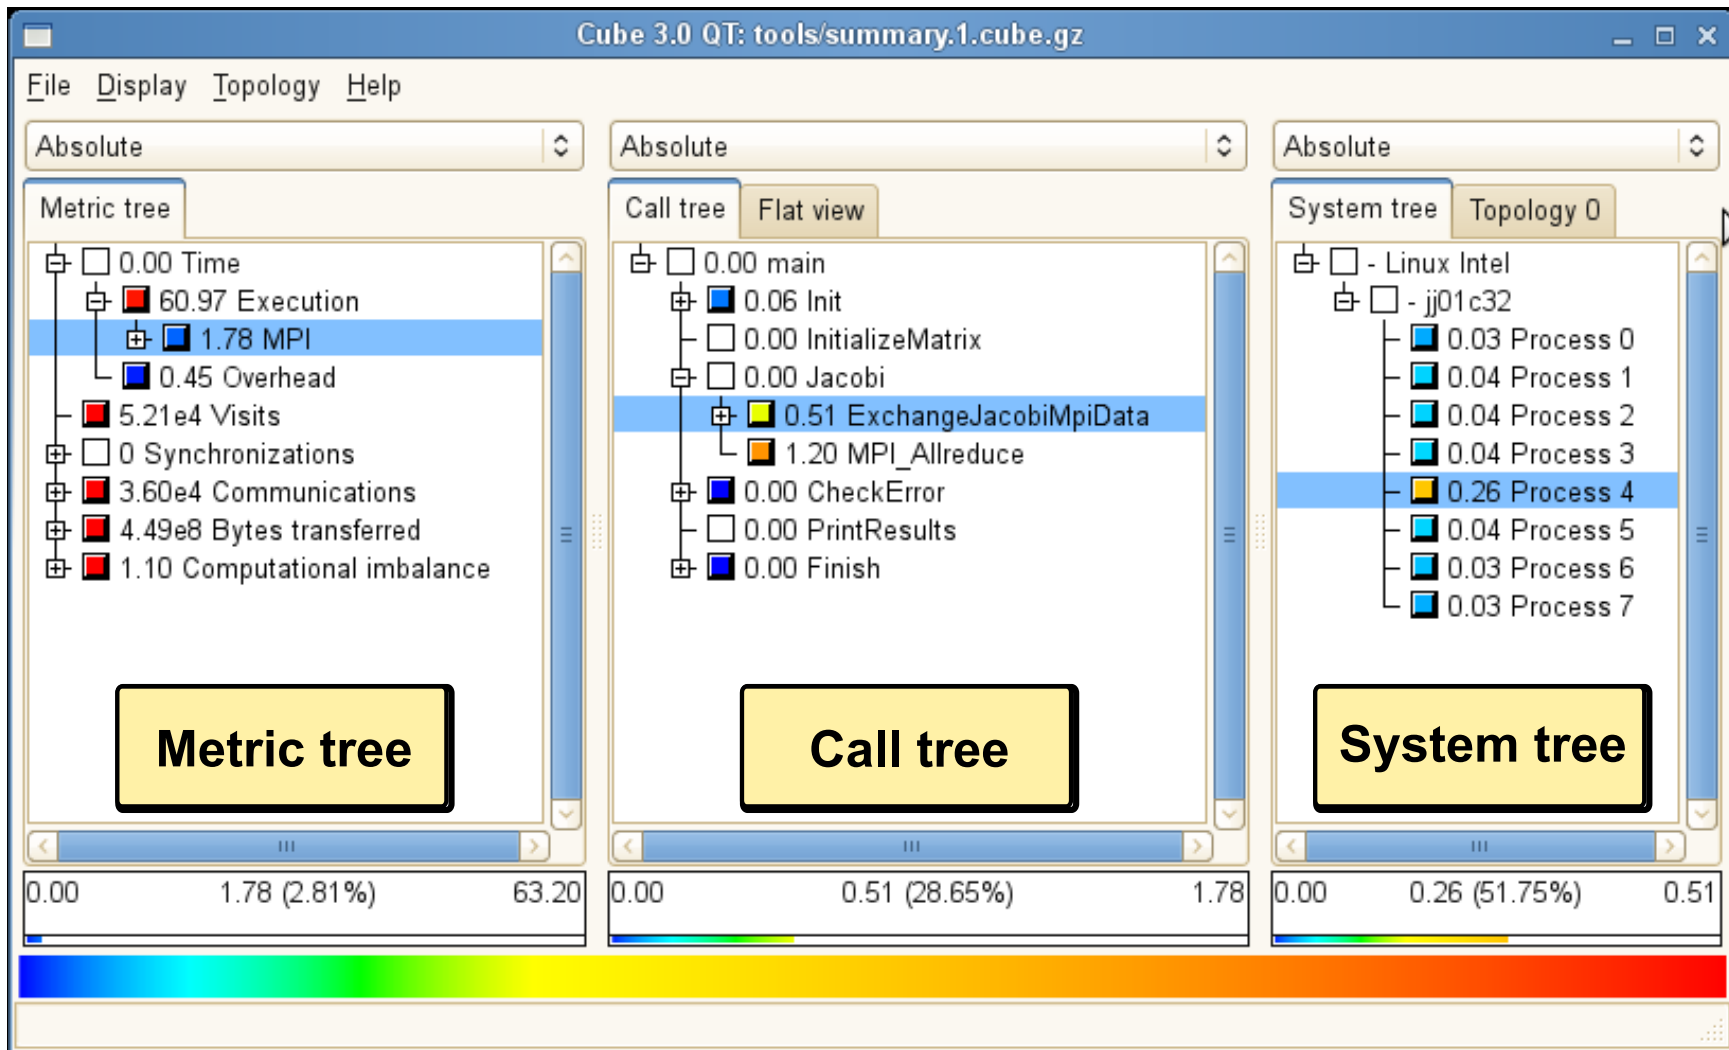 Cube 3.0 QT: tools/summary.1.cube.gz
File Display Topology Help
Absolute
Metric tree
0.00 Time
60.97 Execution
1.78 MPI
0.45 Overhead
5.21e4 Visits
0 Synchronizations
3.60e4 Communications
4.49e8 Bytes transferred
1.10 Computational imbalance
Metric tree
0.00 1.78 (2.81%) 63.20
Absolute
Call tree Flat view
0.00 main
0.06 Init
0.00 InitializeMatrix
0.00 Jacobi
0.51 ExchangeJacobiMpiData
1.20 MPI_Allreduce
0.00 CheckError
0.00 PrintResults
0.00 Finish
Call tree
0.00 0.51 (28.65%) 1.78
Absolute
System tree Topology 0
- Linux Intel
- jj01c32
0.03 Process 0
0.04 Process 1
0.04 Process 2
0.04 Process 3
0.26 Process 4
0.04 Process 5
0.03 Process 6
0.03 Process 7
System tree
0.00 0.26 (51.75%) 0.51